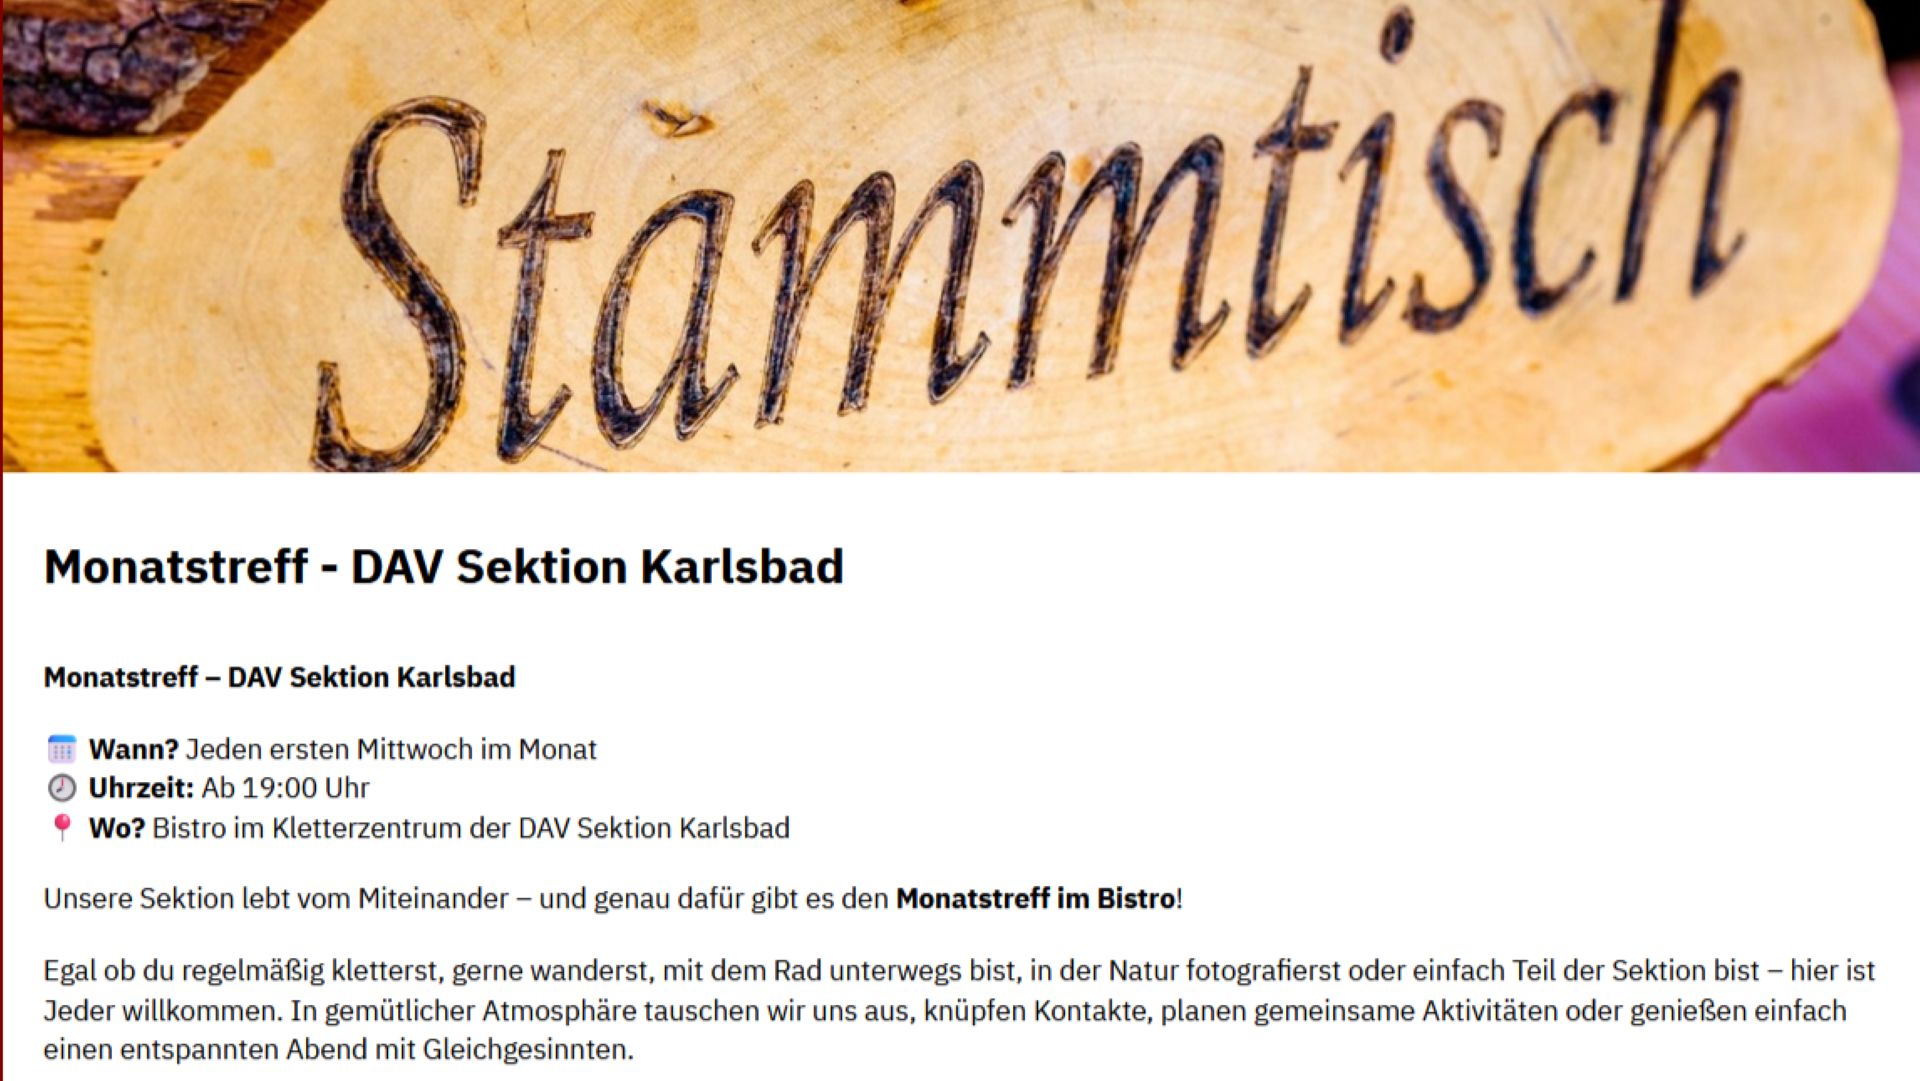 Stammtisch
Monatstreff - DAV Sektion Karlsbad
Monatstreff – DAV Sektion Karlsbad
Wann? Jeden ersten Mittwoch im Monat
Uhrzeit: Ab 19:00 Uhr
Wo? Bistro im Kletterzentrum der DAV Sektion Karlsbad
Unsere Sektion lebt vom Miteinander – und genau dafür gibt es den Monatstreff im Bistro!
Egal ob du regelmäßig kletterst, gerne wanderst, mit dem Rad unterwegs bist, in der Natur fotografierst oder einfach Teil der Sektion bist – hier ist
Jeder willkommen. In gemütlicher Atmosphäre tauschen wir uns aus, knüpfen Kontakte, planen gemeinsame Aktivitäten oder genießen einfach
einen entspannten Abend mit Gleichgesinnten.